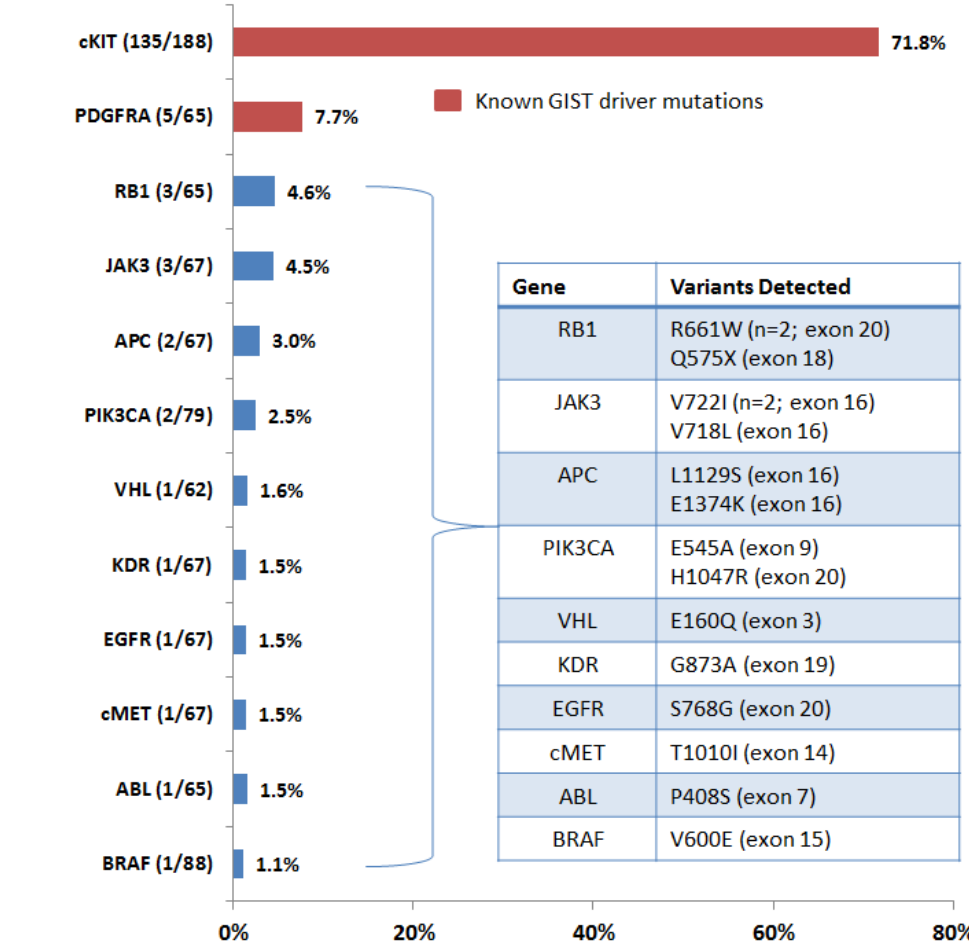 cKIT (135/188) 71.8%
Known GIST driver mutations
PDGFRA (5/65) 7.7%
RB1 (3/65) 4.6%
JAK3 (3/67) 4.5%
APC (2/67) 3.0%
PIK3CA (2/79) 2.5%
VHL (1/62) 1.6%
KDR (1/67) 1.5%
EGFR (1/67) 1.5%
cMET (1/67) 1.5%
ABL (1/65) 1.5%
BRAF (1/88) 1.1%
0% 20% 40% 60% 80%
Gene Variants Detected
RB1 R661W (n=2; exon 20)
Q575X (exon 18)
JAK3 V722I (n=2; exon 16)
V718L (exon 16)
APC L1129S (exon 16)
E1374K (exon 16)
PIK3CA E545A (exon 9)
H1047R (exon 20)
VHL E160Q (exon 3)
KDR G873A (exon 19)
EGFR S768G (exon 20)
cMET T1010I (exon 14)
ABL P408S (exon 7)
BRAF V600E (exon 15)